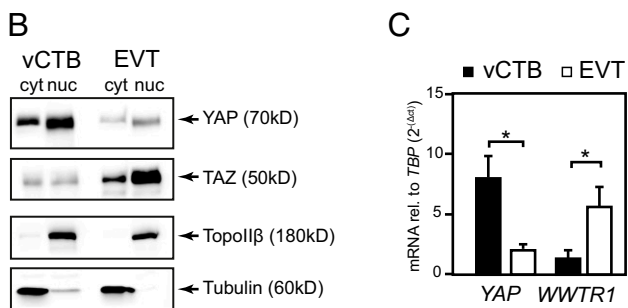 B
vCTB EVT
cyt nuc cyt nuc
YAP (70kD)
TAZ (50kD)
TopoIIβ (180kD)
Tubulin (60kD)
C
vCTB EVT
mRNA rel. to TBP (2^-(Δct))
15
10
5
0
*
*
YAP WWTR1